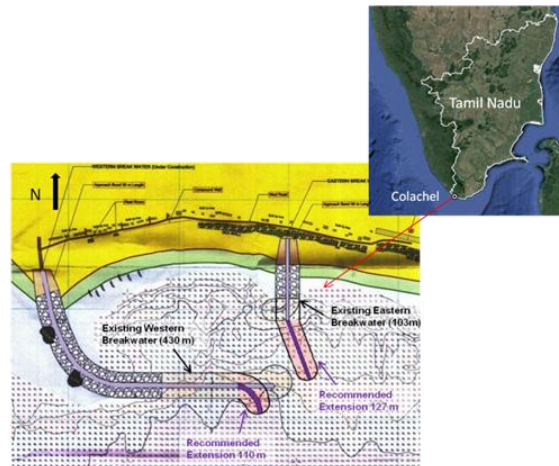 Tamil Nadu
Colachel
WESTERN BREAK WATER (Under Construction)
EASTERN BREAK
N
Existing Western
Breakwater (430 m)
Existing Eastern
Breakwater (103m)
Recommended
Extension 127 m
Recommended
Extension 110 m